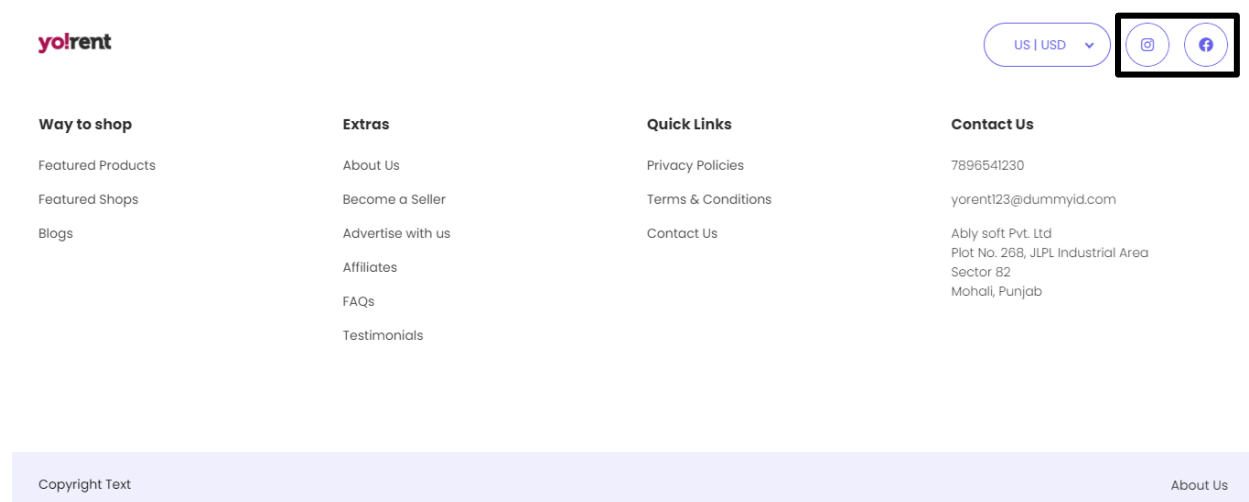 yo!rent
US | USD
Way to shop
Featured Products
Featured Shops
Blogs
Extras
About Us
Become a Seller
Advertise with us
Affiliates
FAQs
Testimonials
Quick Links
Privacy Policies
Terms & Conditions
Contact Us
Contact Us
7896541230
yorent123@dummyid.com
Ably soft Pvt. Ltd
Plot No. 268, JLPL Industrial Area
Sector 82
Mohali, Punjab
Copyright Text
About Us